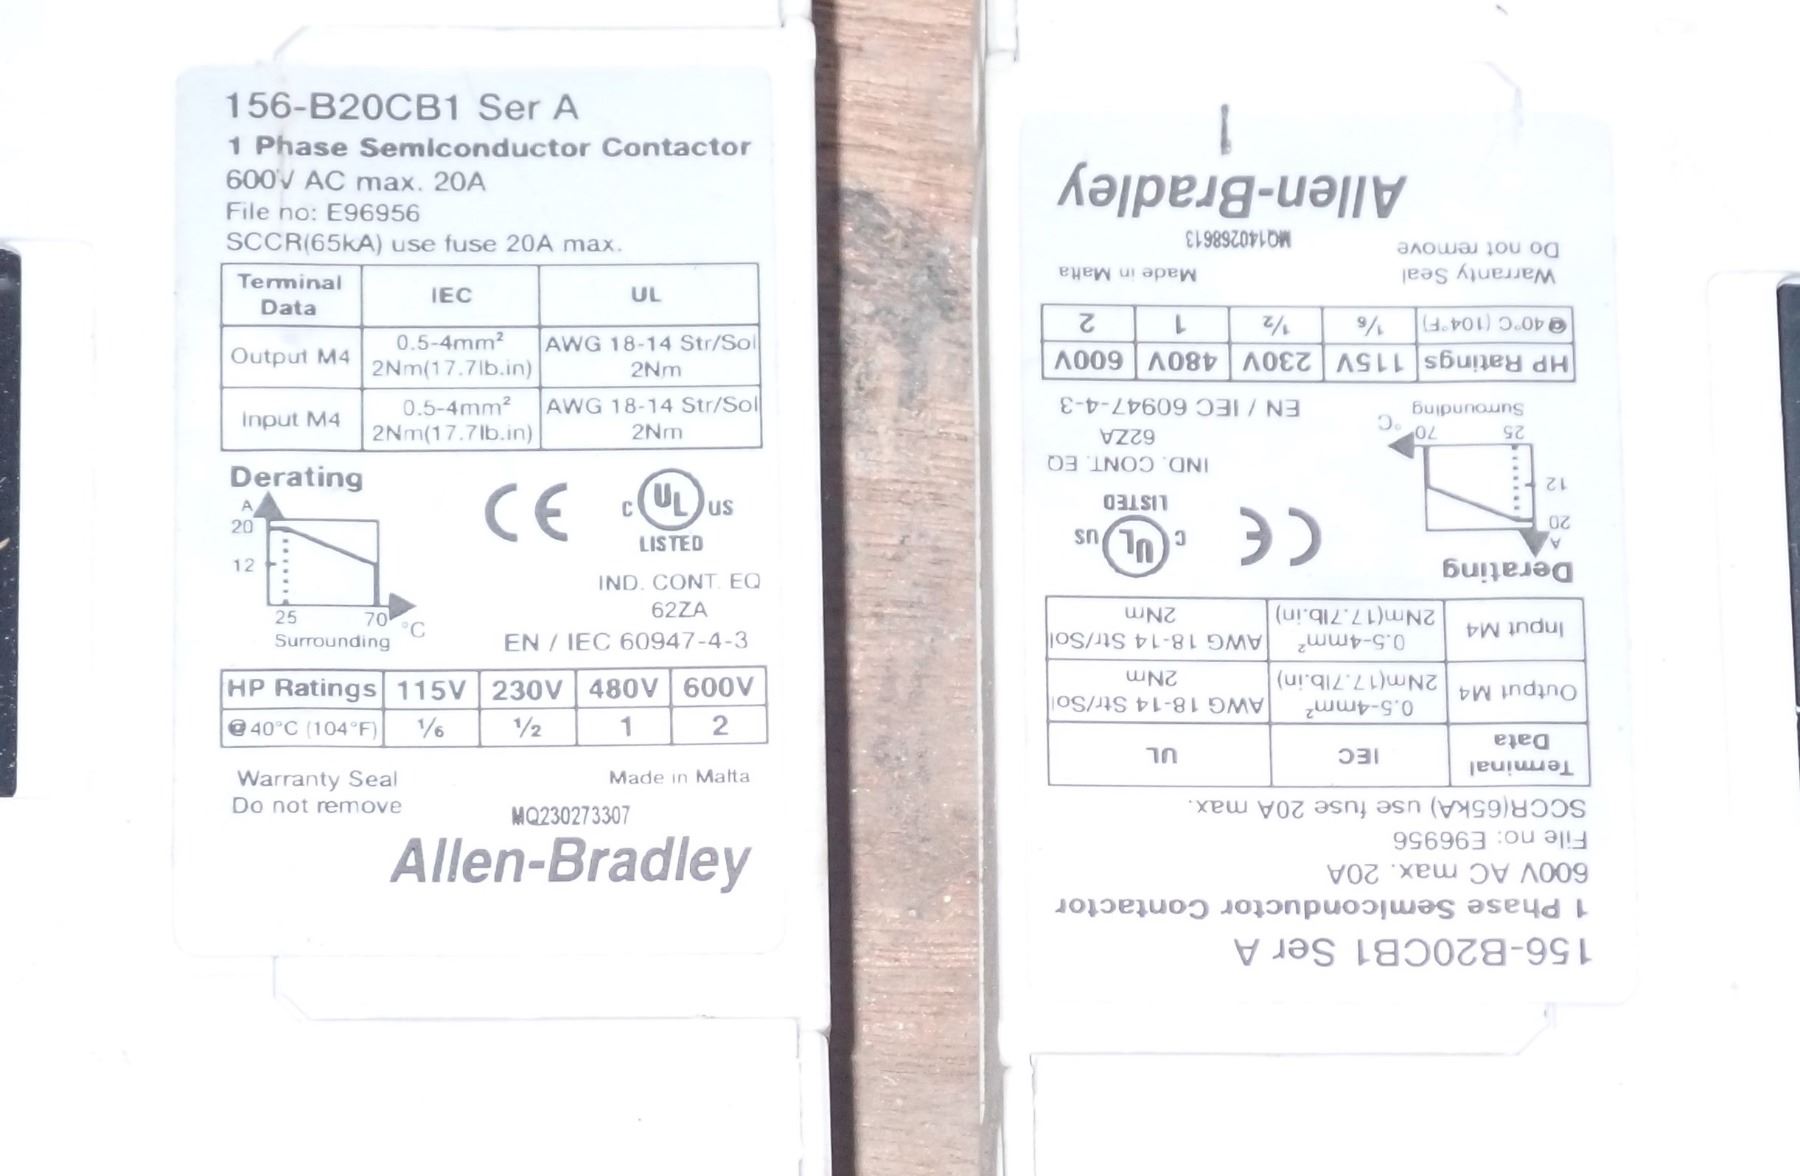 156-B20CB1 Ser A
1 Phase Semiconductor Contactor
600V AC max. 20A
File no: E96956
SCCR(65kA) use fuse 20A max.
Terminal Data IEC UL
Output M4 0.5-4mm² 2Nm(17.7lb.in) AWG 18-14 Str/Sol 2Nm
Input M4 0.5-4mm² 2Nm(17.7lb.in) AWG 18-14 Str/Sol 2Nm
Derating
A
20
12
25 70 °C
Surrounding
CE
C UL US
LISTED
IND. CONT. EQ
62ZA
EN / IEC 60947-4-3
HP Ratings 115V 230V 480V 600V
@40°C (104°F) 1/6 1/2 1 2
Warranty Seal Made in Malta
Do not remove
MQ230273307
Allen-Bradley
156-B20CB1 Ser A
1 Phase Semiconductor Contactor
600V AC max. 20A
File no: E96956
SCCR(65kA) use fuse 20A max.
Terminal Data IEC UL
Output M4 0.5-4mm² 2Nm(17.7lb.in) AWG 18-14 Str/Sol 2Nm
Input M4 0.5-4mm² 2Nm(17.7lb.in) AWG 18-14 Str/Sol 2Nm
Derating
A
20
12
25 70 °C
Surrounding
CE
C UL US
LISTED
IND. CONT. EQ
62ZA
EN / IEC 60947-4-3
HP Ratings 115V 230V 480V 600V
@40°C (104°F) 1/6 1/2 1 2
Warranty Seal Made in Malta
Do not remove
MQ140268613
Allen-Bradley
1